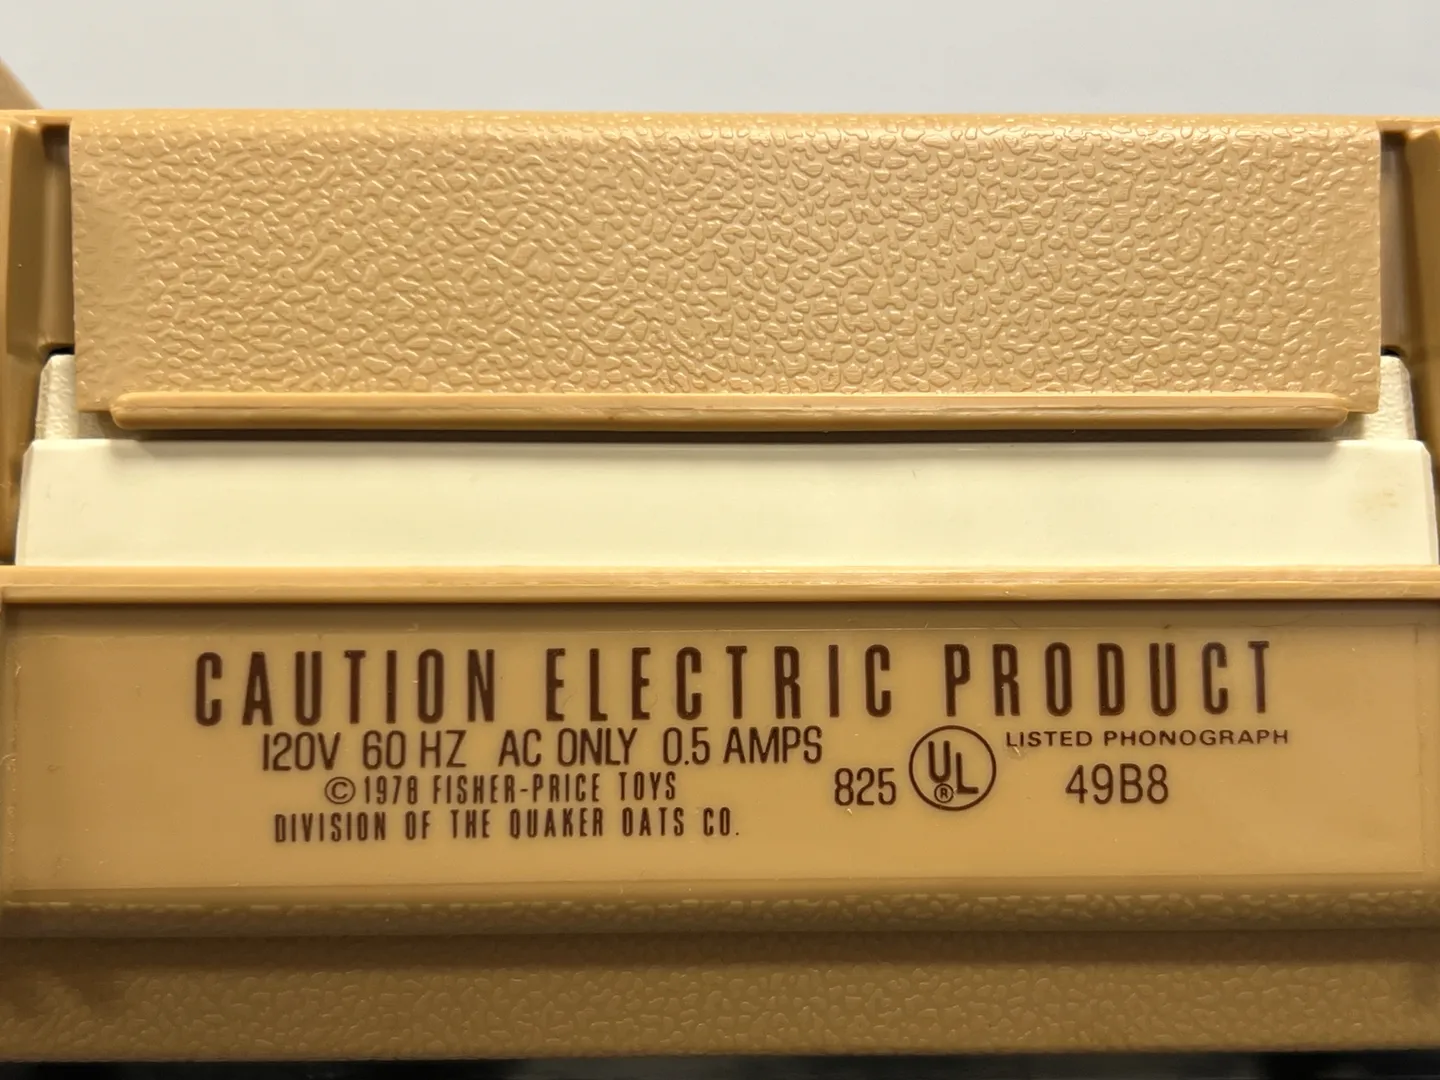 CAUTION ELECTRIC PRODUCT
120V 60 HZ AC ONLY 0.5 AMPS
©1978 FISHER-PRICE TOYS
DIVISION OF THE QUAKER OATS CO.
825
UL
®
LISTED PHONOGRAPH
49B8